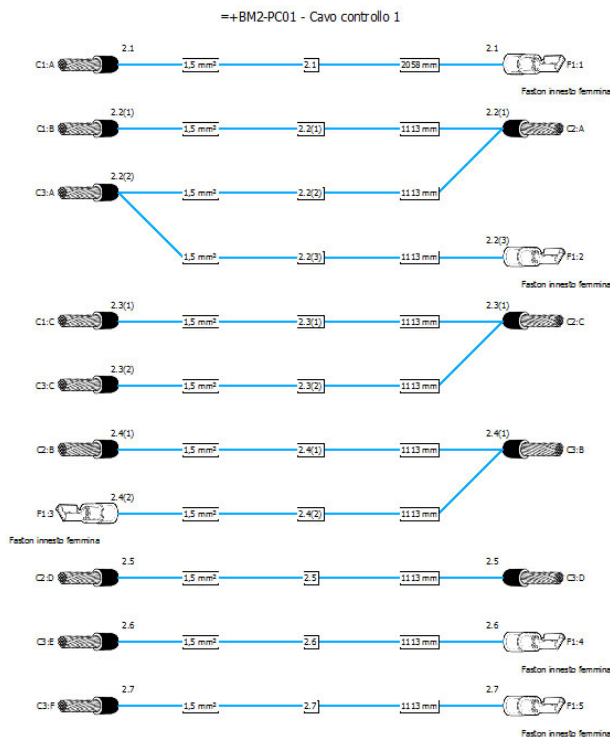 =+BM2-PC01 - Cavo controllo 1
2.1 2.1
C1:A 1,5 mm² 2.1 2058 mm F1:1
Faston innesto femmina
2.2(1) 2.2(1)
C1:B 1,5 mm² 2.2(1) 1113 mm C2:A
2.2(2)
C3:A 1,5 mm² 2.2(2) 1113 mm
2.2(3)
1,5 mm² 2.2(3) 1113 mm F1:2
Faston innesto femmina
2.3(1) 2.3(1)
C1:C 1,5 mm² 2.3(1) 1113 mm C2:C
2.3(2)
C3:C 1,5 mm² 2.3(2) 1113 mm
2.4(1) 2.4(1)
C2:B 1,5 mm² 2.4(1) 1113 mm C3:B
2.4(2)
F1:3 1,5 mm² 2.4(2) 1113 mm
Faston innesto femmina
2.5 2.5
C2:D 1,5 mm² 2.5 1113 mm C3:D
2.6 2.6
C3:E 1,5 mm² 2.6 1113 mm F1:4
Faston innesto femmina
2.7 2.7
C3:F 1,5 mm² 2.7 1113 mm F1:5
Faston innesto femmina